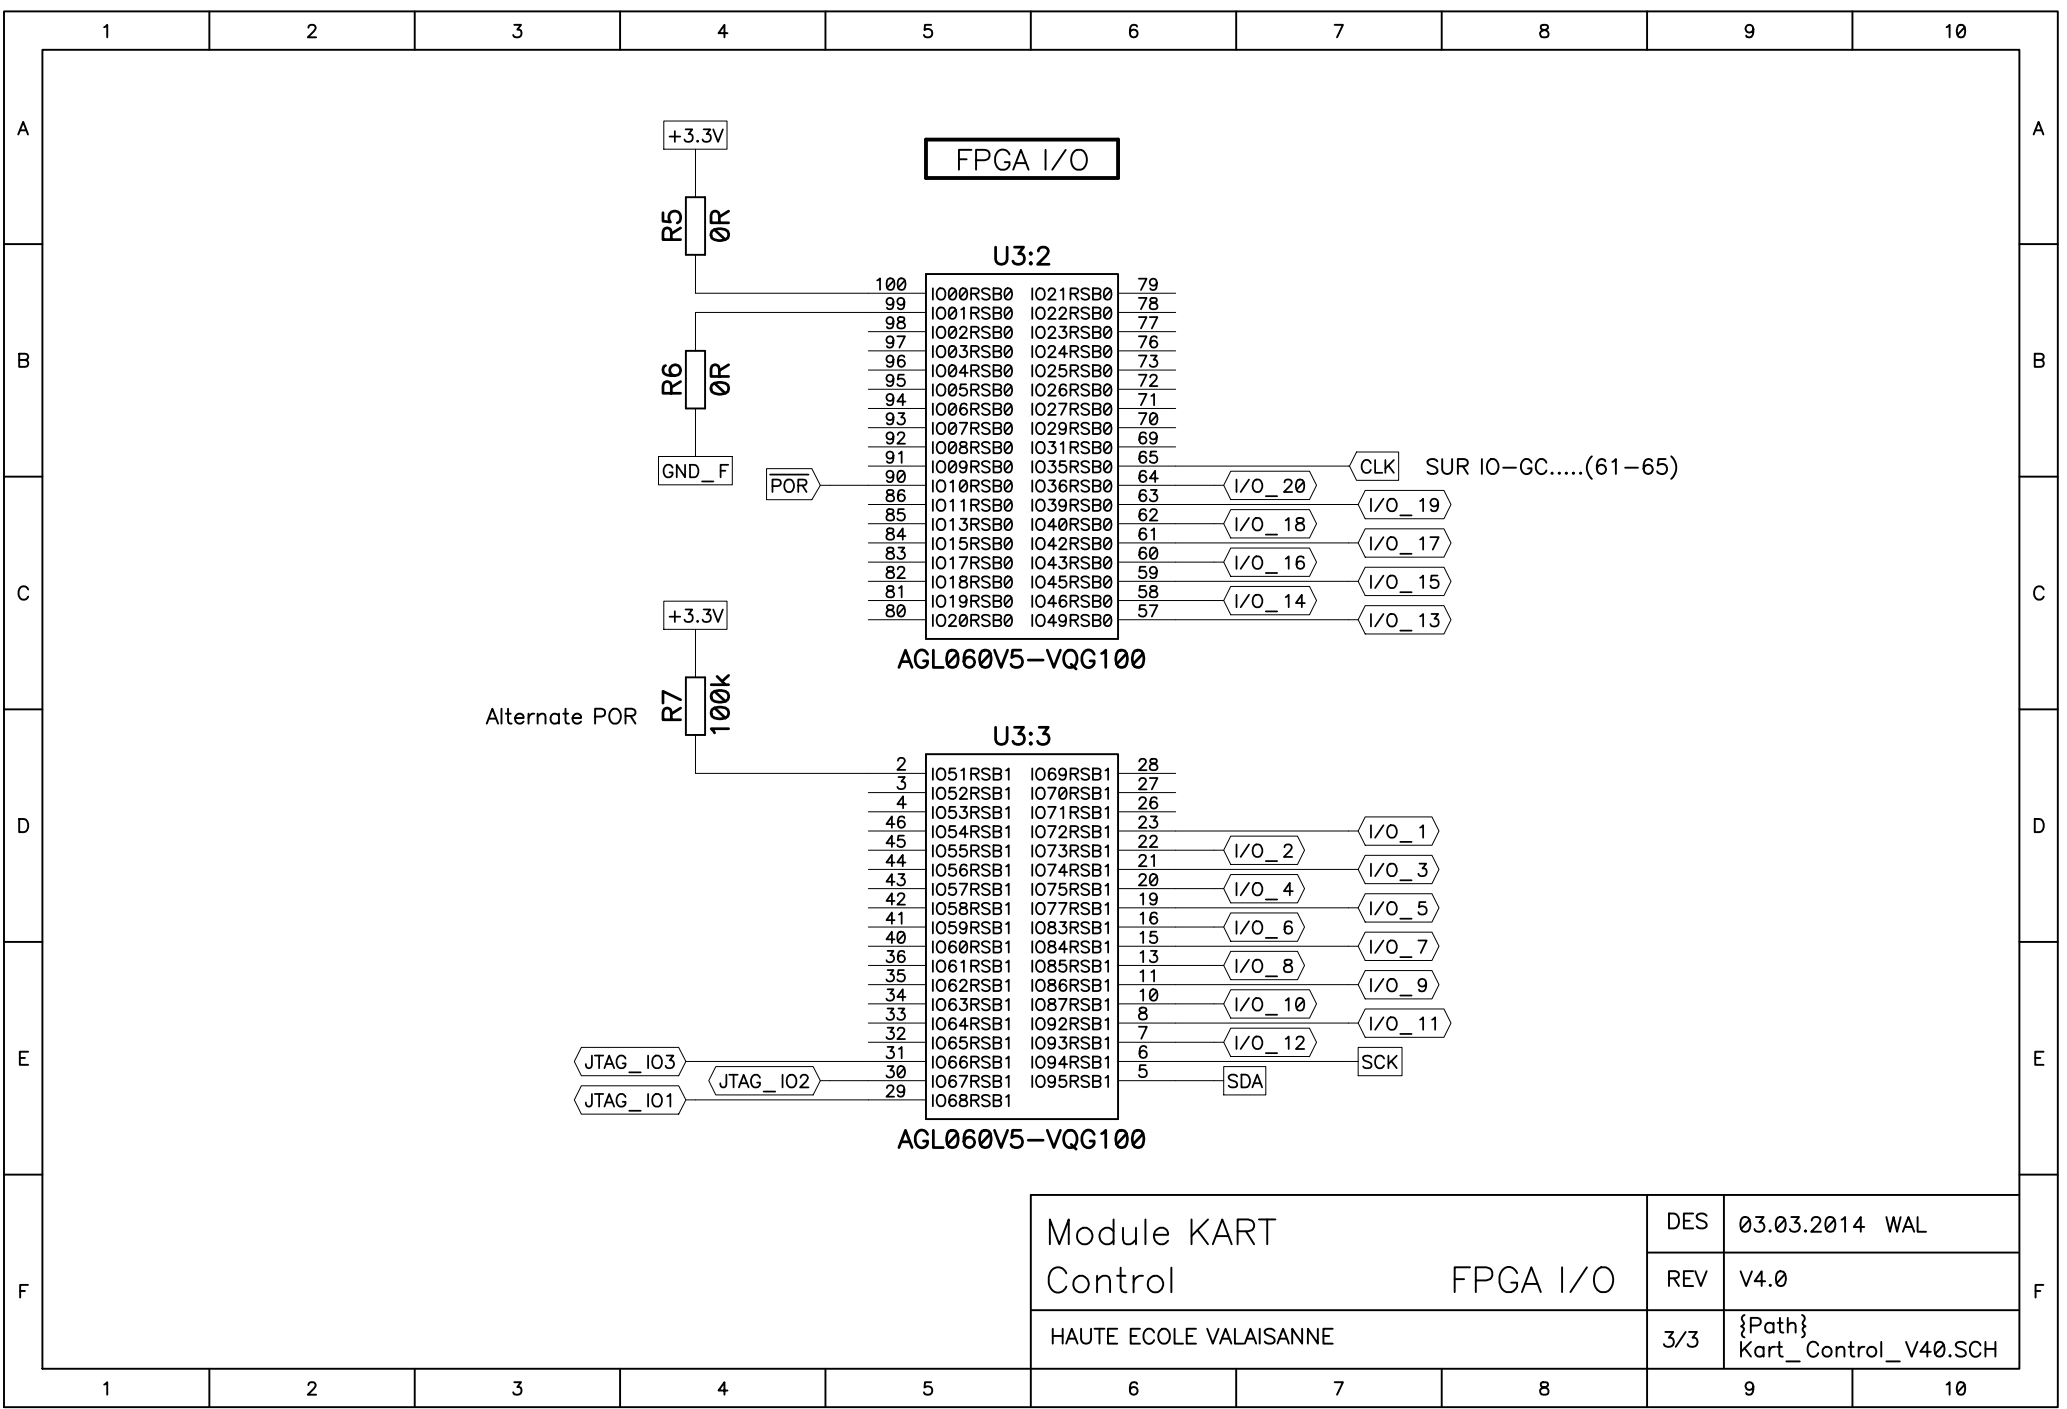 1 2 3 4 5 6 7 8 9 10
A A
+3.3V
FPGA I/O
R5 0R
U3:2
100 IO00RSB0 IO21RSB0 79
99 IO01RSB0 IO22RSB0 78
98 IO02RSB0 IO23RSB0 77
97 IO03RSB0 IO24RSB0 76
B B
96 IO04RSB0 IO25RSB0 73
R6 0R
95 IO05RSB0 IO26RSB0 72
94 IO06RSB0 IO27RSB0 71
93 IO07RSB0 IO29RSB0 70
92 IO08RSB0 IO31RSB0 69
GND_F
91 IO09RSB0 IO35RSB0 65 CLK SUR IO-GC.....(61-65)
POR 90 IO10RSB0 IO36RSB0 64 I/O_20
86 IO11RSB0 IO39RSB0 63 I/O_19
85 IO13RSB0 IO40RSB0 62 I/O_18
84 IO15RSB0 IO42RSB0 61 I/O_17
83 IO17RSB0 IO43RSB0 60 I/O_16
82 IO18RSB0 IO45RSB0 59 I/O_15
C C
81 IO19RSB0 IO46RSB0 58 I/O_14
80 IO20RSB0 IO49RSB0 57 I/O_13
+3.3V
AGL060V5-VQG100
R7 100k
Alternate POR
U3:3
2 IO51RSB1 IO69RSB1 28
3 IO52RSB1 IO70RSB1 27
4 IO53RSB1 IO71RSB1 26
D D
46 IO54RSB1 IO72RSB1 23 I/O_1
45 IO55RSB1 IO73RSB1 22 I/O_2
44 IO56RSB1 IO74RSB1 21 I/O_3
43 IO57RSB1 IO75RSB1 20 I/O_4
42 IO58RSB1 IO77RSB1 19 I/O_5
41 IO59RSB1 IO83RSB1 16 I/O_6
40 IO60RSB1 IO84RSB1 15 I/O_7
36 IO61RSB1 IO85RSB1 13 I/O_8
35 IO62RSB1 IO86RSB1 11 I/O_9
34 IO63RSB1 IO87RSB1 10 I/O_10
33 IO64RSB1 IO92RSB1 8 I/O_11
32 IO65RSB1 IO93RSB1 7 I/O_12
E E
JTAG_IO3 31 IO66RSB1 IO94RSB1 6 SCK
JTAG_IO2 30 IO67RSB1 IO95RSB1 5 SDA
JTAG_IO1 29 IO68RSB1
AGL060V5-VQG100
Module KART
DES 03.03.2014 WAL
Control FPGA I/O
REV V4.0
F F
HAUTE ECOLE VALAISANNE
3/3
{Path}
Kart_Control_V40.SCH
1 2 3 4 5 6 7 8 9 10